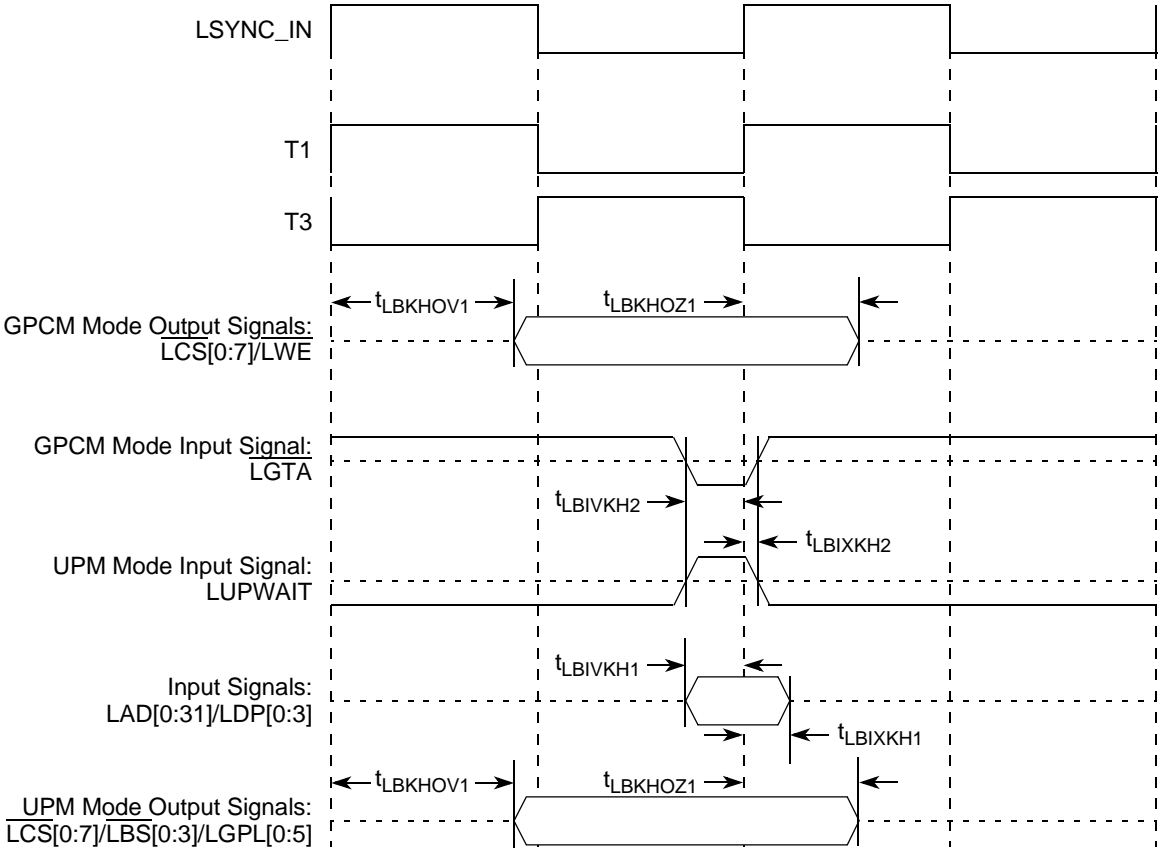 LSYNC_IN
T1
T3
tLBKHOV1
tLBKHOZ1
GPCM Mode Output Signals:
LCS[0:7]/LWE
GPCM Mode Input Signal:
LGTA
tLBIVKH2
tLBIXKH2
UPM Mode Input Signal:
LUPWAIT
tLBIVKH1
Input Signals:
LAD[0:31]/LDP[0:3]
tLBIXKH1
tLBKHOV1
tLBKHOZ1
UPM Mode Output Signals:
LCS[0:7]/LBS[0:3]/LGPL[0:5]